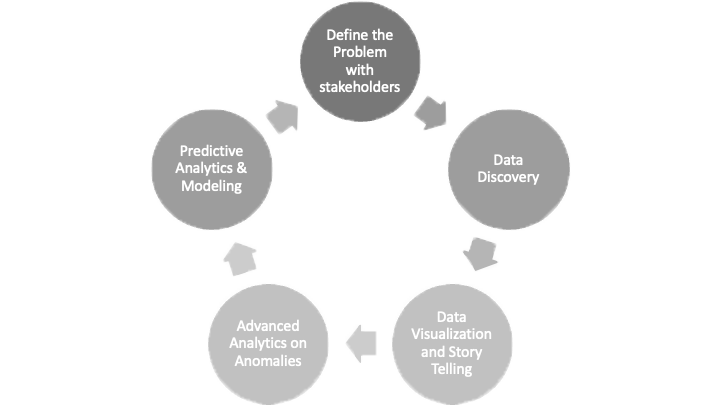 Define the
Problem
with
stakeholders
Data
Discovery
Data
Visualization
and Story
Telling
Advanced
Analytics on
Anomalies
Predictive
Analytics &
Modeling